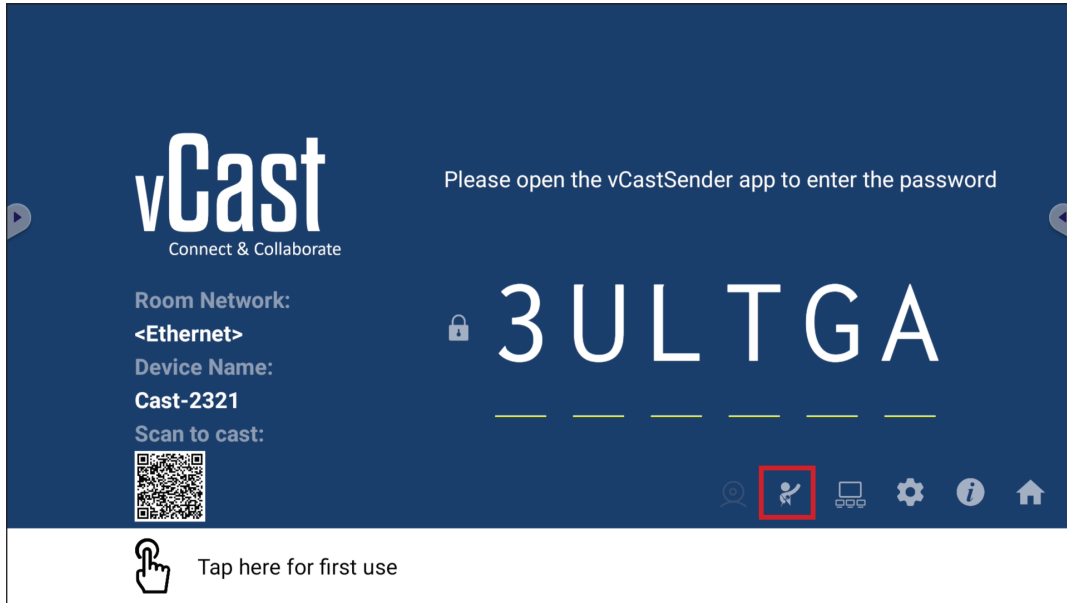 vCast
Connect & Collaborate
Please open the vCastSender app to enter the password
Room Network:
<Ethernet>
Device Name:
Cast-2321
Scan to cast:
3ULTGA
Tap here for first use